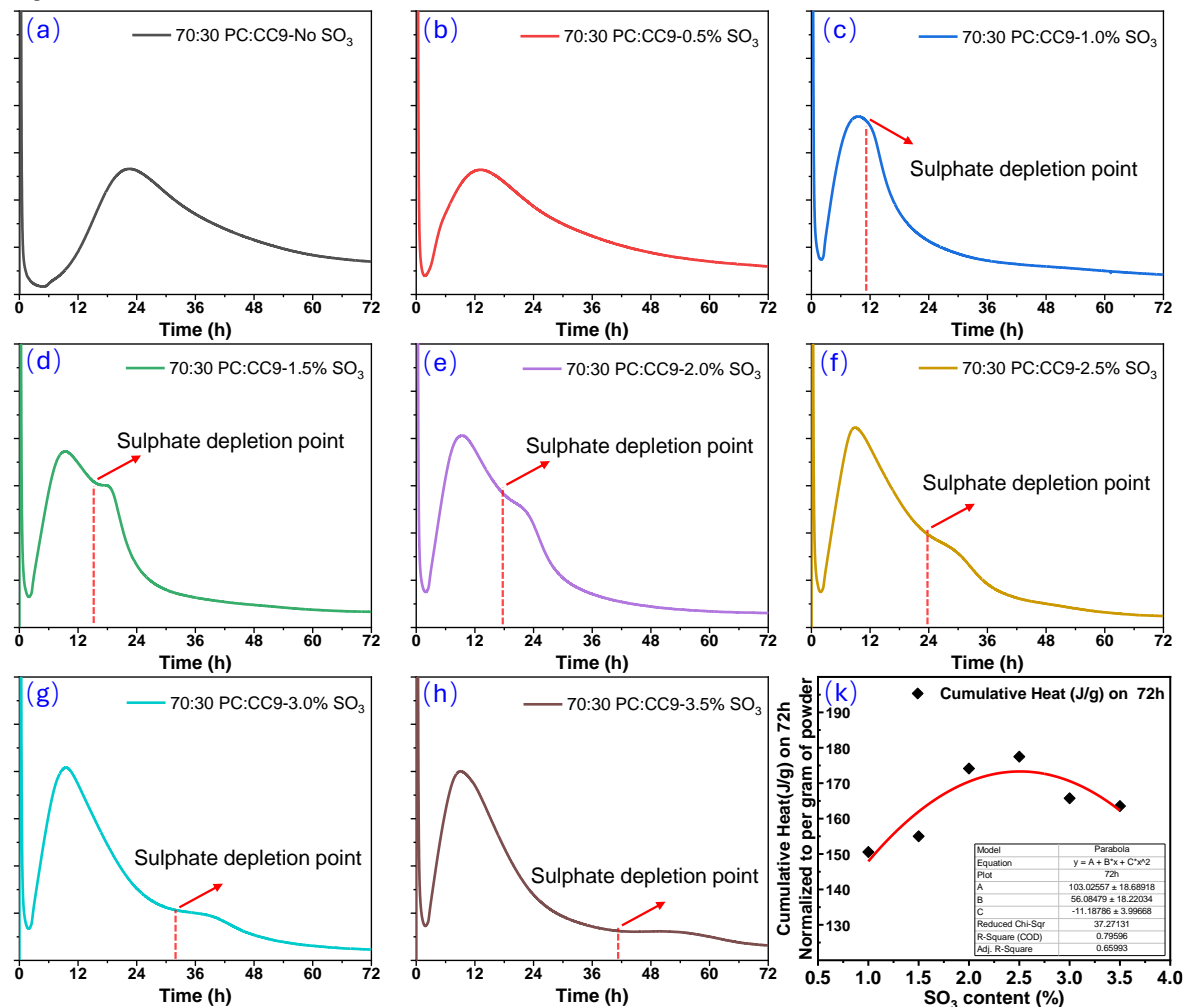 (a)
70:30 PC:CC9-No SO₃
0 12 24 36 48 60 72
Time (h)
(b)
70:30 PC:CC9-0.5% SO₃
0 12 24 36 48 60 72
Time (h)
(c)
70:30 PC:CC9-1.0% SO₃
Sulphate depletion point
0 12 24 36 48 60 72
Time (h)
(d)
70:30 PC:CC9-1.5% SO₃
Sulphate depletion point
0 12 24 36 48 60 72
Time (h)
(e)
70:30 PC:CC9-2.0% SO₃
Sulphate depletion point
0 12 24 36 48 60 72
Time (h)
(f)
70:30 PC:CC9-2.5% SO₃
Sulphate depletion point
0 12 24 36 48 60 72
Time (h)
(g)
70:30 PC:CC9-3.0% SO₃
Sulphate depletion point
0 12 24 36 48 60 72
Time (h)
(h)
70:30 PC:CC9-3.5% SO₃
Sulphate depletion point
0 12 24 36 48 60 72
Time (h)
(k)
Cumulative Heat (J/g) on 72h
Cumulative Heat(J/g) on 72h
Normalized to per gram of powder
190
180
170
160
150
140
130
Model Parabola
Equation y = A + B*x + C*x^2
Plot 72h
A 103.02557 ± 18.68918
B 56.08479 ± 18.22034
C -11.18786 ± 3.99668
Reduced Chi-Sqr 37.27131
R-Square (COD) 0.79596
Adj. R-Square 0.65993
0.5 1.0 1.5 2.0 2.5 3.0 3.5 4.0
SO₃ content (%)